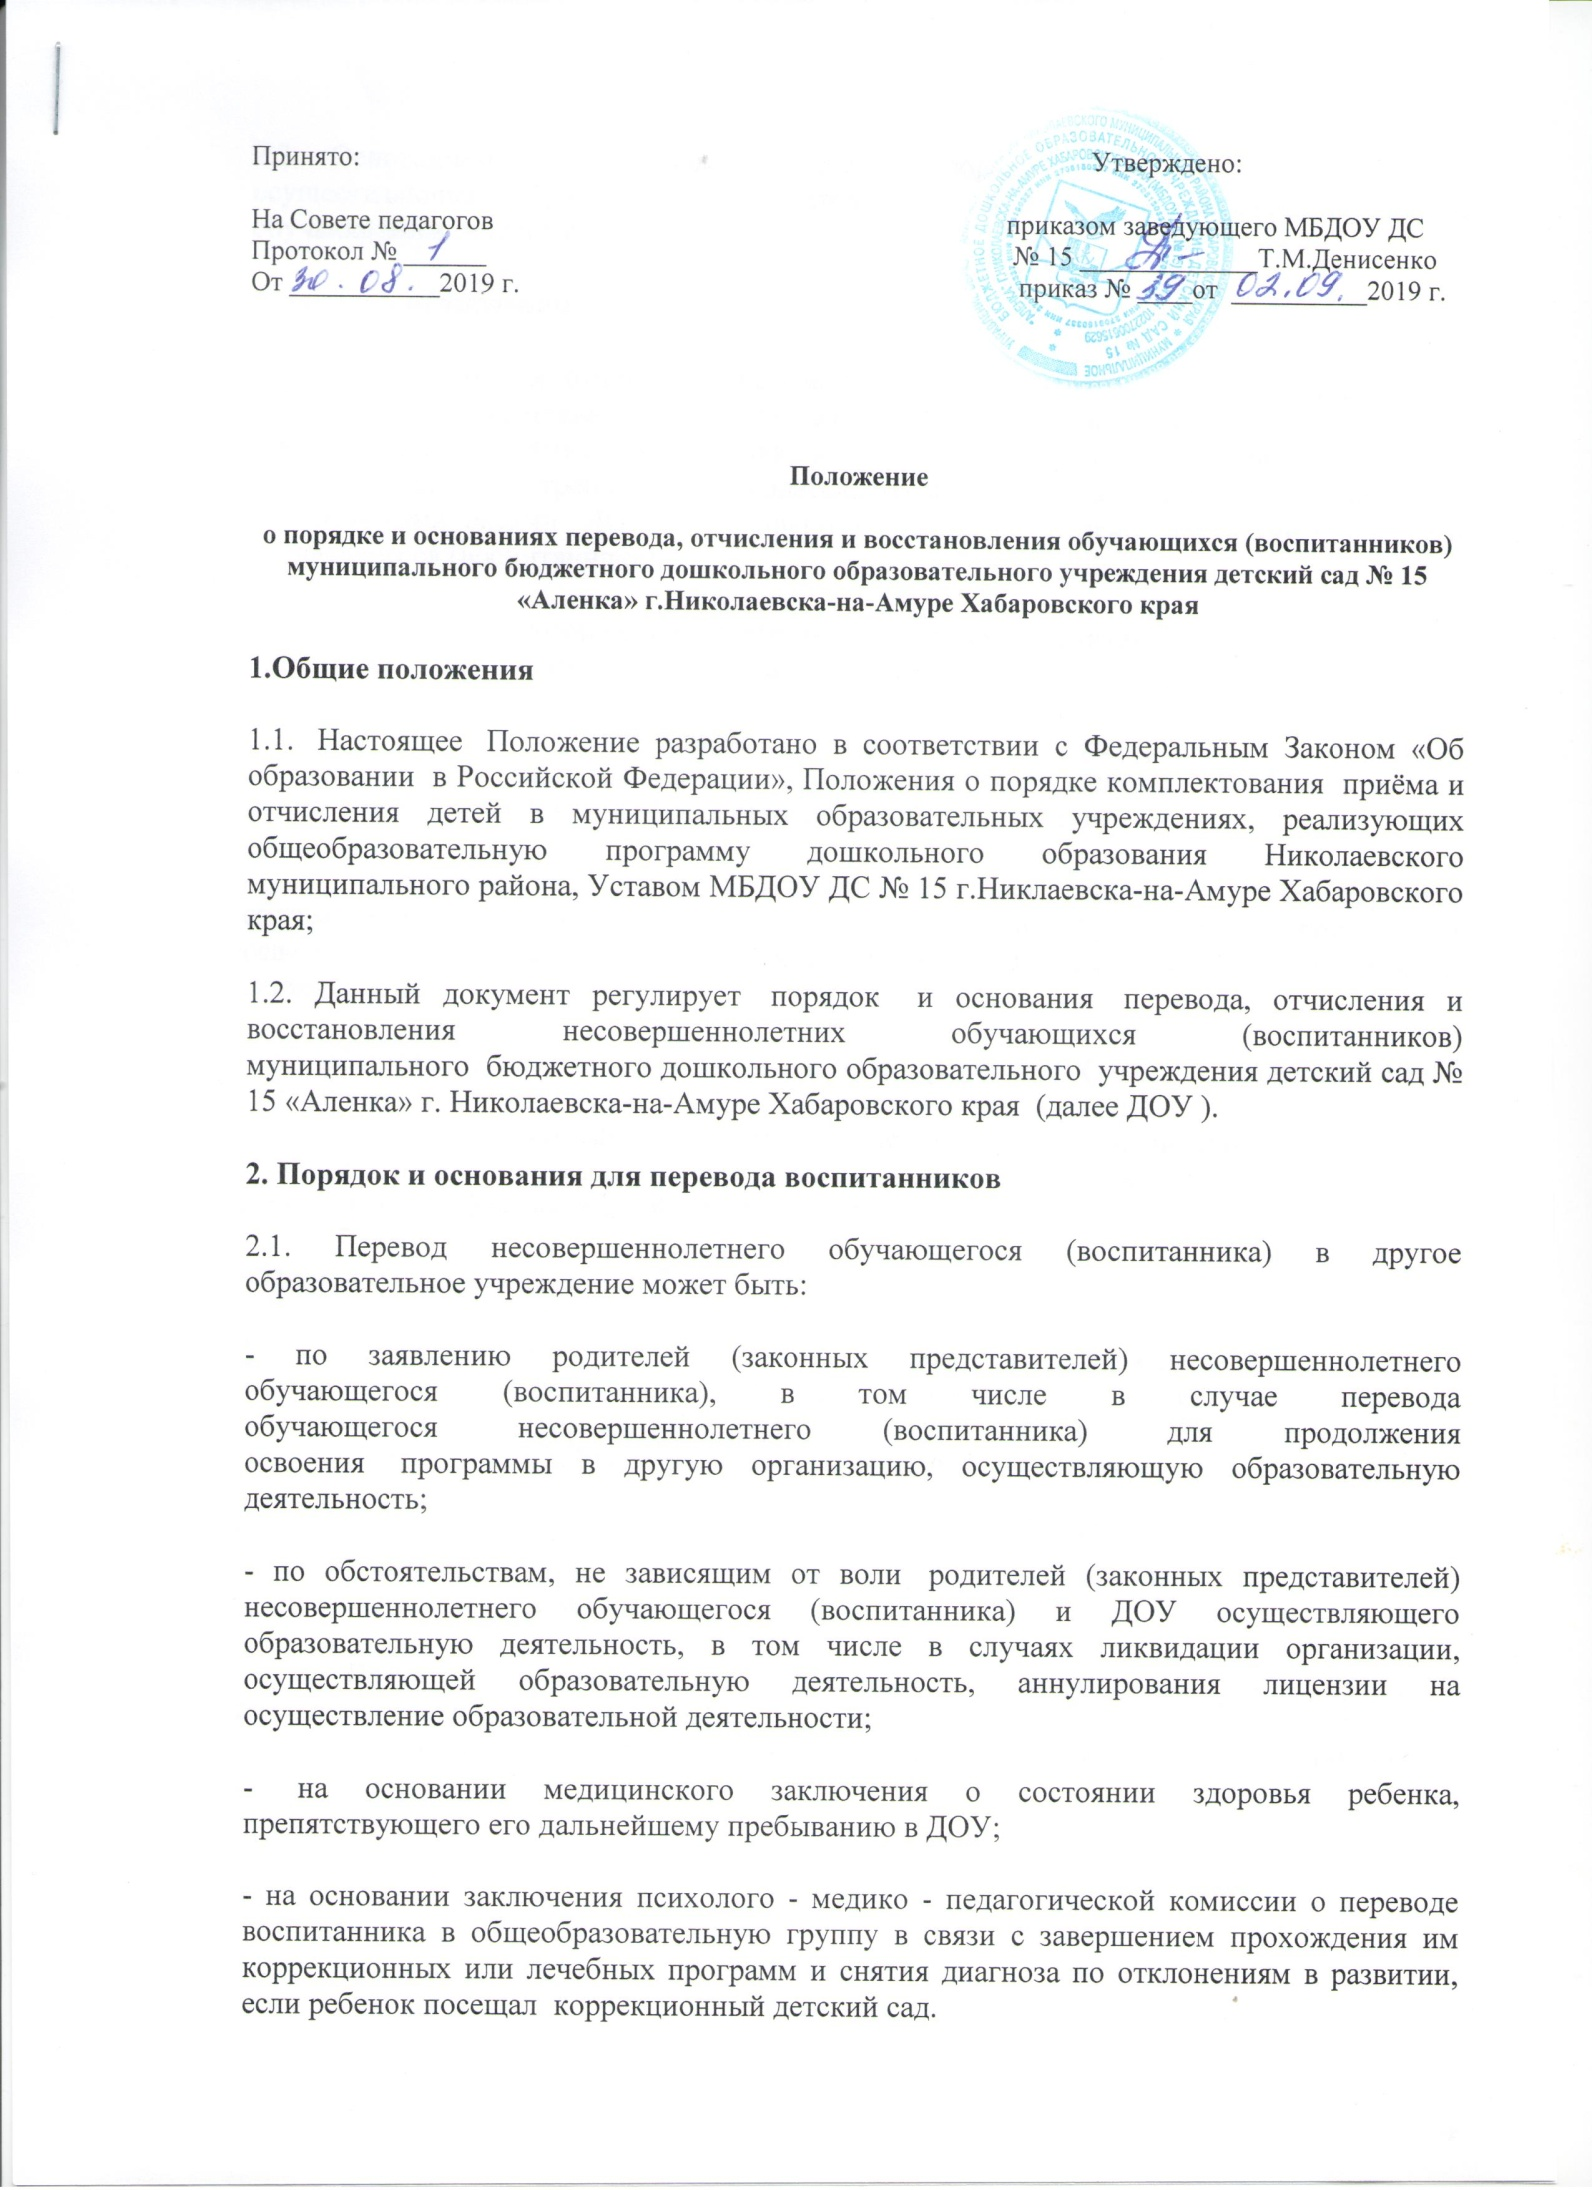 Принято:
Утверждено:
На Совете педагогов
Протокол № 1
От 30.08.2019 г.
приказом заведующего МБДОУ ДС
№ 15 Т.М.Денисенко
приказ № 39 от 02.09.2019 г.
Положение
о порядке и основаниях перевода, отчисления и восстановления обучающихся (воспитанников)
муниципального бюджетного дошкольного образовательного учреждения детский сад № 15
«Аленка» г.Николаевска-на-Амуре Хабаровского края
1.Общие положения
1.1. Настоящее Положение разработано в соответствии с Федеральным Законом «Об
образовании в Российской Федерации», Положения о порядке комплектования приёма и
отчисления детей в муниципальных образовательных учреждениях, реализующих
общеобразовательную программу дошкольного образования Николаевского
муниципального района, Уставом МБДОУ ДС № 15 г.Никлаевска-на-Амуре Хабаровского
края;
1.2. Данный документ регулирует порядок и основания перевода, отчисления и
восстановления несовершеннолетних обучающихся (воспитанников)
муниципального бюджетного дошкольного образовательного учреждения детский сад №
15 «Аленка» г. Николаевска-на-Амуре Хабаровского края (далее ДОУ ).
2. Порядок и основания для перевода воспитанников
2.1. Перевод несовершеннолетнего обучающегося (воспитанника) в другое
образовательное учреждение может быть:
- по заявлению родителей (законных представителей) несовершеннолетнего
обучающегося (воспитанника), в том числе в случае перевода
обучающегося несовершеннолетнего (воспитанника) для продолжения
освоения программы в другую организацию, осуществляющую образовательную
деятельность;
- по обстоятельствам, не зависящим от воли родителей (законных представителей)
несовершеннолетнего обучающегося (воспитанника) и ДОУ осуществляющего
образовательную деятельность, в том числе в случаях ликвидации организации,
осуществляющей образовательную деятельность, аннулирования лицензии на
осуществление образовательной деятельности;
- на основании медицинского заключения о состоянии здоровья ребенка,
препятствующего его дальнейшему пребыванию в ДОУ;
- на основании заключения психолого - медико - педагогической комиссии о переводе
воспитанника в общеобразовательную группу в связи с завершением прохождения им
коррекционных или лечебных программ и снятия диагноза по отклонениям в развитии,
если ребенок посещал коррекционный детский сад.